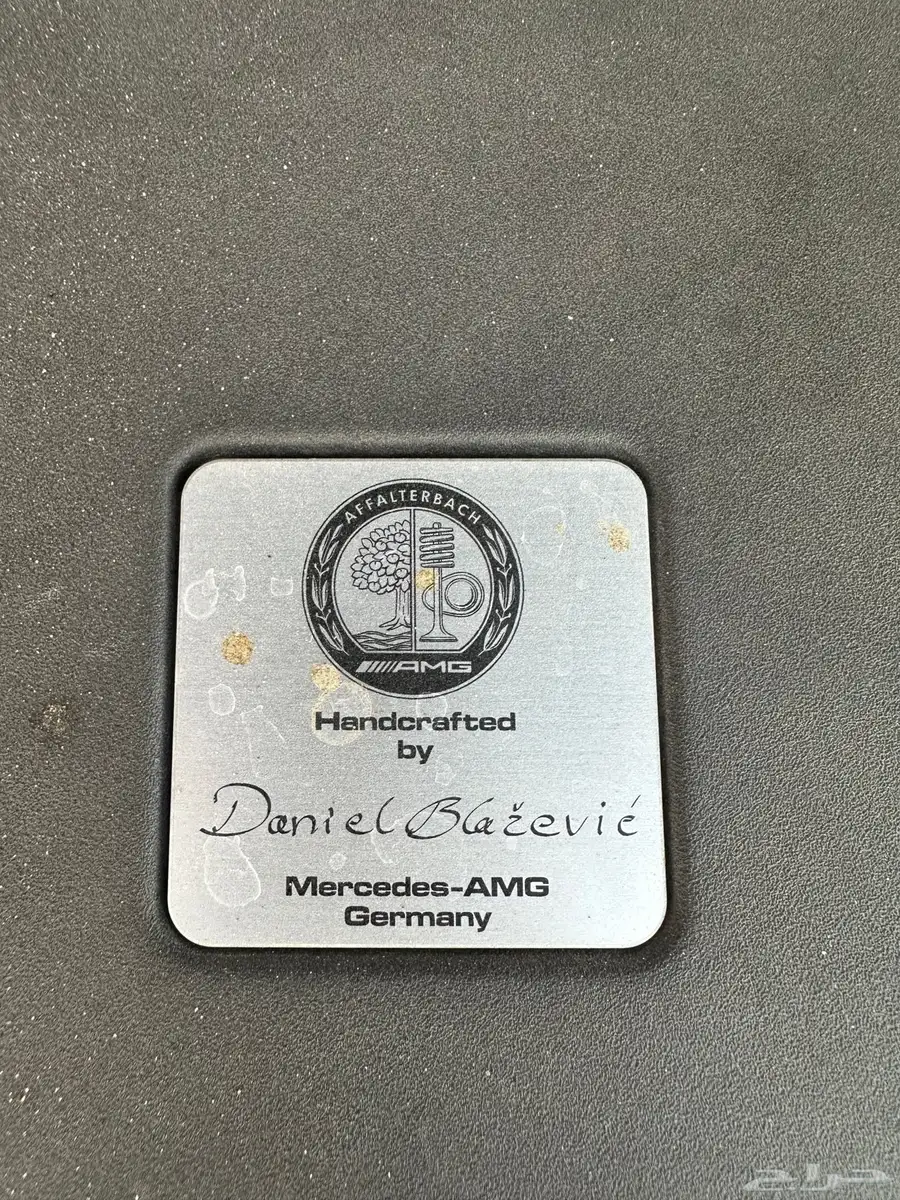 AFFALTERBACH
AMG
Handcrafted
by
Daniel Blažević
Mercedes-AMG
Germany
حراج